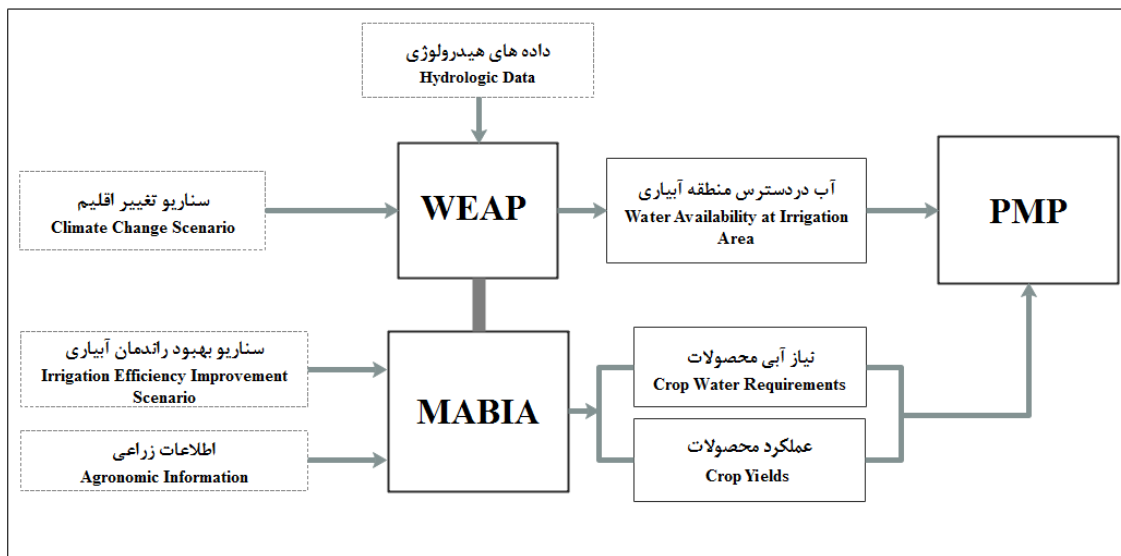 داده های هیدرولوژی
Hydrologic Data
سناریو تغییر اقلیم
Climate Change Scenario
WEAP
آب دردسترس منطقه آبیاری
Water Availability at Irrigation
Area
PMP
سناریو بهبود راندمان آبیاری
Irrigation Efficiency Improvement
Scenario
اطلاعات زراعی
Agronomic Information
MABIA
نیاز آبی محصولات
Crop Water Requirements
عملکرد محصولات
Crop Yields